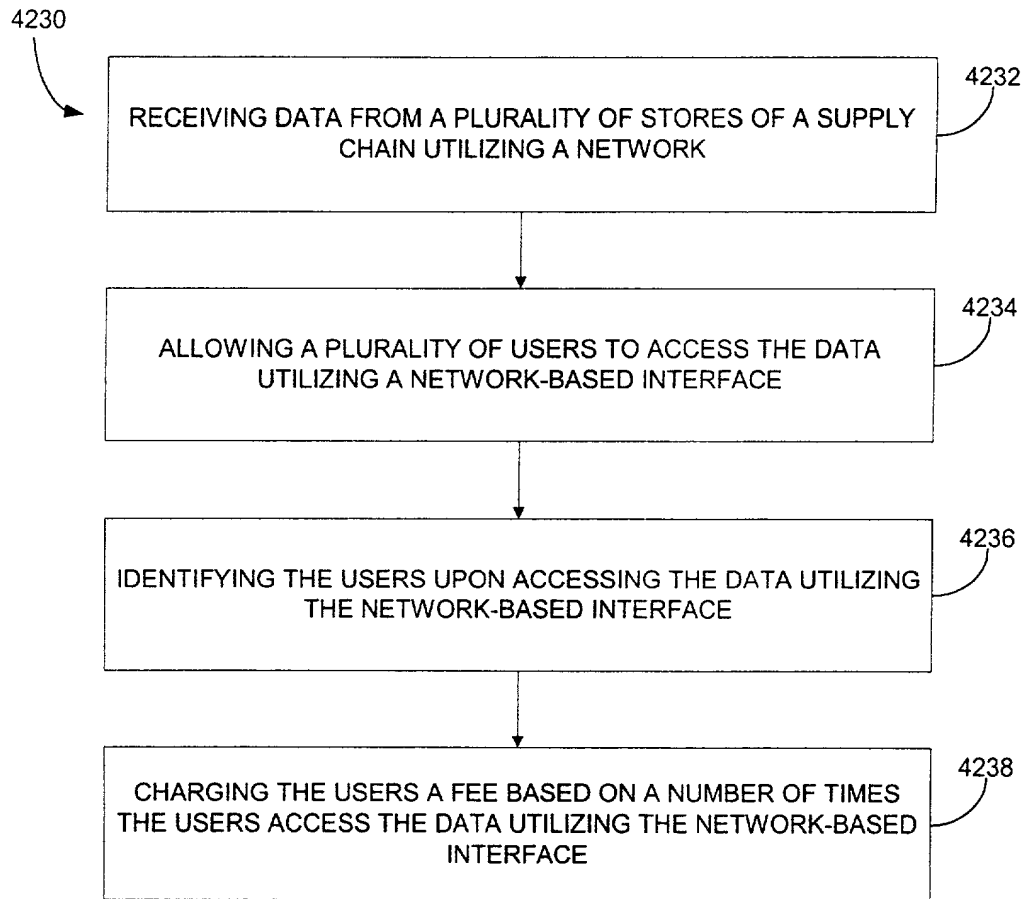 4230
4232
RECEIVING DATA FROM A PLURALITY OF STORES OF A SUPPLY
CHAIN UTILIZING A NETWORK
4234
ALLOWING A PLURALITY OF USERS TO ACCESS THE DATA
UTILIZING A NETWORK-BASED INTERFACE
4236
IDENTIFYING THE USERS UPON ACCESSING THE DATA UTILIZING
THE NETWORK-BASED INTERFACE
4238
CHARGING THE USERS A FEE BASED ON A NUMBER OF TIMES
THE USERS ACCESS THE DATA UTILIZING THE NETWORK-BASED
INTERFACE